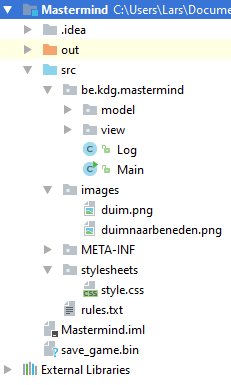 Mastermind C:\Users\Lars\Docume
.idea
out
src
be.kdg.mastermind
model
view
Log
Main
images
duim.png
duimnaarbeneden.png
META-INF
stylesheets
style.css
rules.txt
Mastermind.iml
save_game.bin
External Libraries